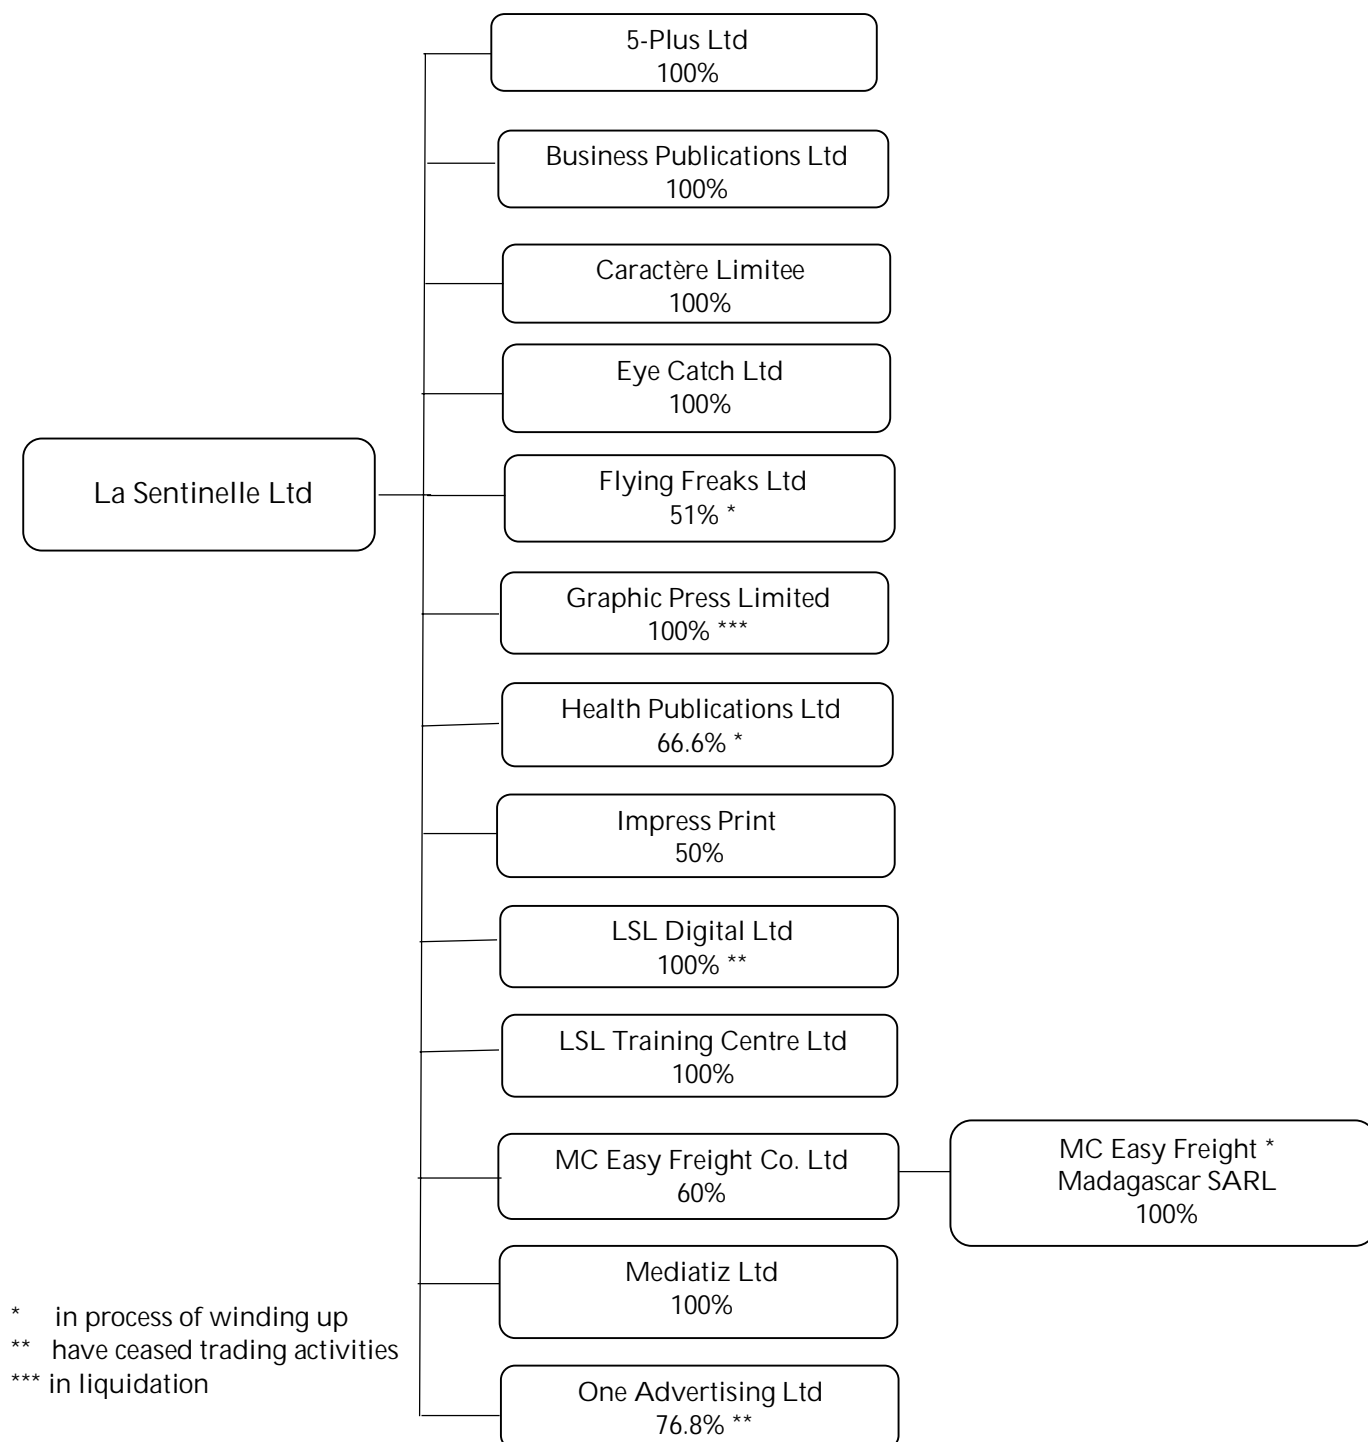 5-Plus Ltd
100%
Business Publications Ltd
100%
Caractère Limitee
100%
Eye Catch Ltd
100%
La Sentinelle Ltd
Flying Freaks Ltd
51% *
Graphic Press Limited
100% ***
Health Publications Ltd
66.6% *
Impress Print
50%
LSL Digital Ltd
100% **
LSL Training Centre Ltd
100%
MC Easy Freight Co. Ltd
60%
MC Easy Freight *
Madagascar SARL
100%
Mediatiz Ltd
100%
One Advertising Ltd
76.8% **
* in process of winding up
** have ceased trading activities
*** in liquidation